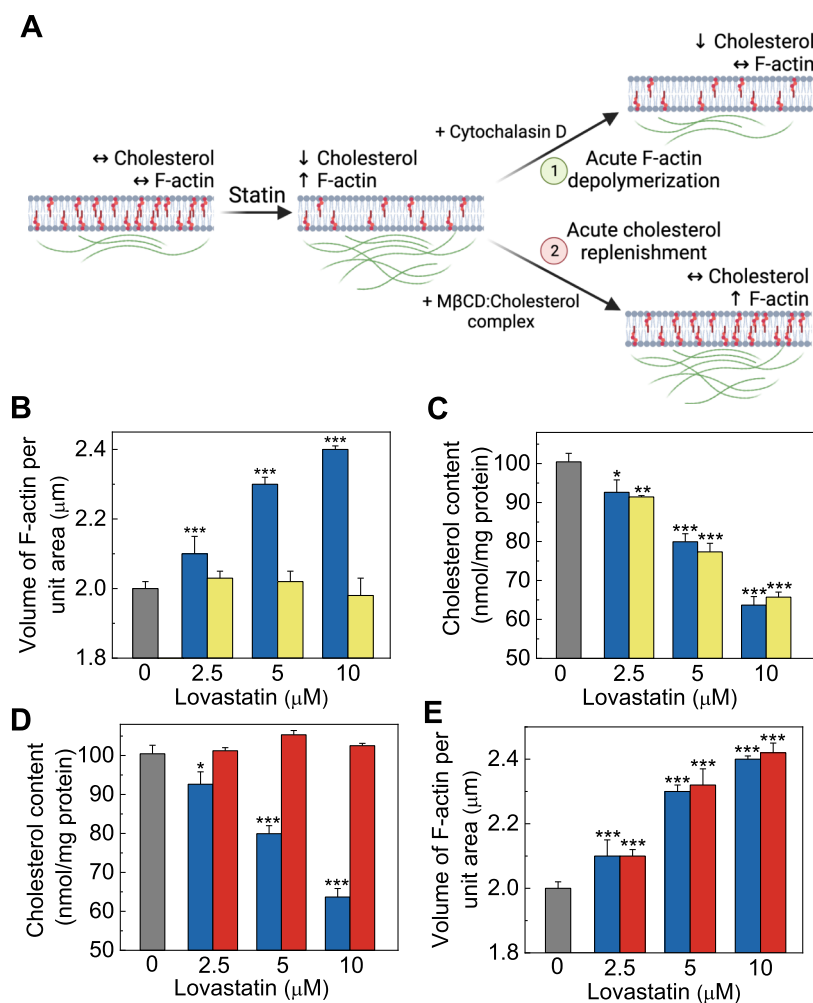 A
↓ Cholesterol
↔ F-actin
+ Cytochalasin D
↔ Cholesterol
↔ F-actin
Statin
↓ Cholesterol
↑ F-actin
1
Acute F-actin
depolymerization
2
Acute cholesterol
replenishment
+ MβCD:Cholesterol
complex
↔ Cholesterol
↑ F-actin
B
Volume of F-actin per
unit area (μm)
2.4
2.2
2.0
1.8
***
***
***
0 2.5 5 10
Lovastatin (μM)
C
Cholesterol content
(nmol/mg protein)
100
90
80
70
60
50
* **
*** ***
*** ***
0 2.5 5 10
Lovastatin (μM)
D
Cholesterol content
(nmol/mg protein)
100
90
80
70
60
50
*
***
***
0 2.5 5 10
Lovastatin (μM)
E
Volume of F-actin per
unit area (μm)
2.4
2.2
2.0
1.8
*** ***
*** ***
*** ***
0 2.5 5 10
Lovastatin (μM)